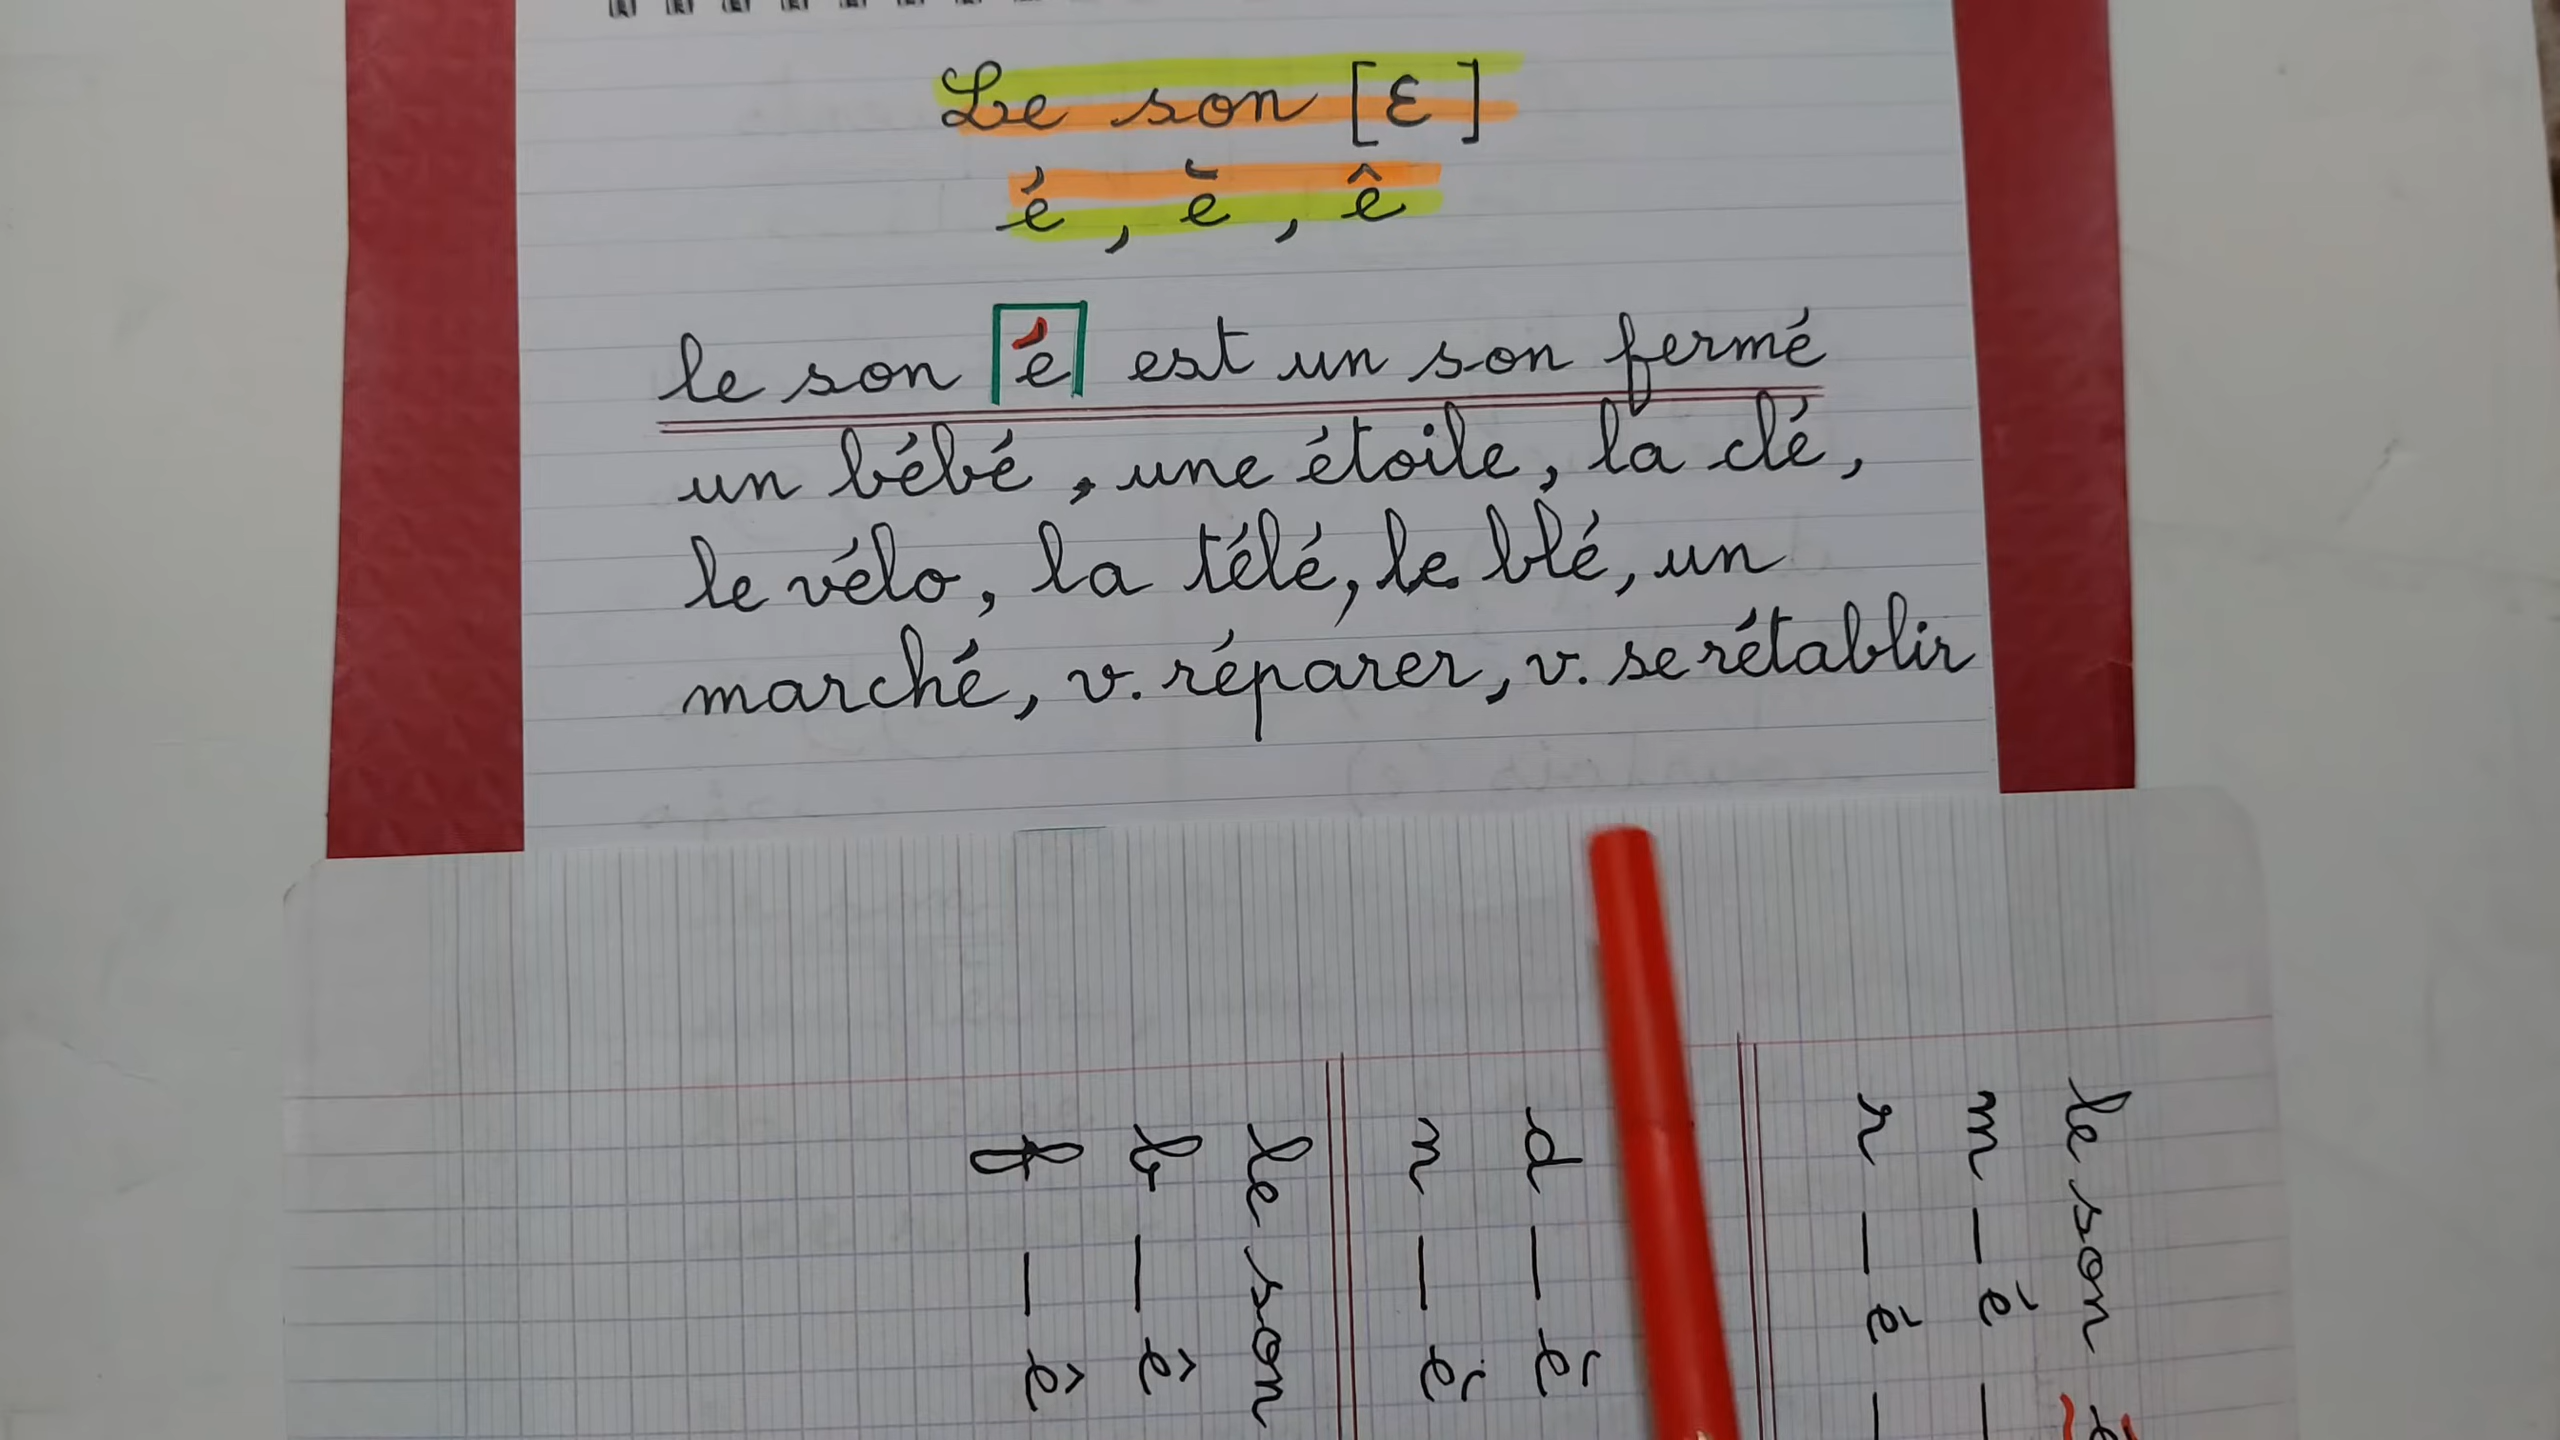 Le son [ɛ]
é, è, ê
le son é est un son fermé
un bébé, une étoile, la clé,
le vélo, la télé, le blé, un
marché, v. réparer, v. se rétablir
le son é
m — é —
r — é —
d — è
n — è
le son
b — ê
f — ê